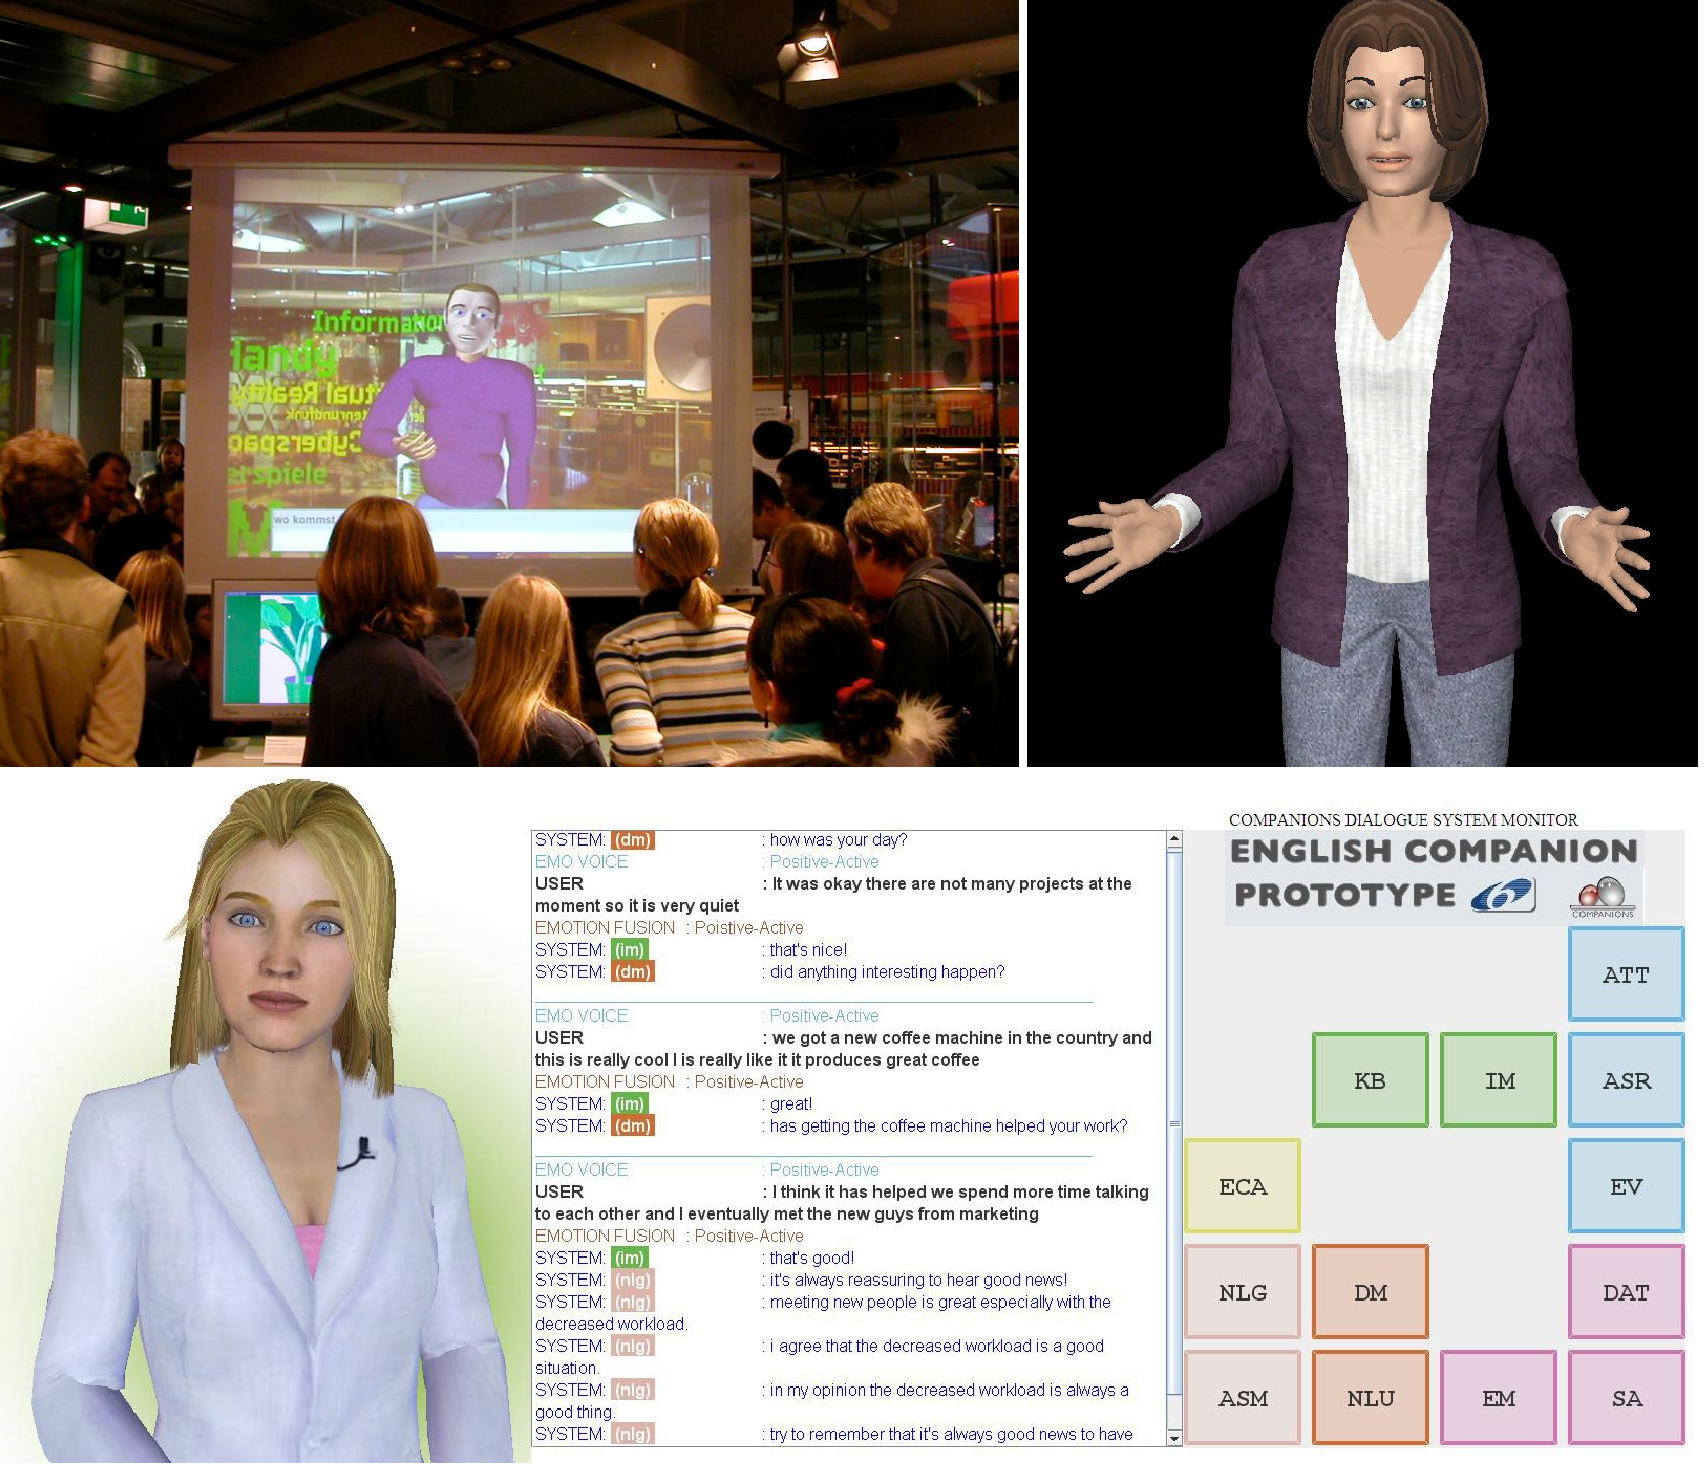 Information
Handy
Virtual Reality
Cyberspace
spiele
wo kommst
COMPANIONS DIALOGUE SYSTEM MONITOR
ENGLISH COMPANION
PROTOTYPE
COMPANIONS
SYSTEM: (dm) : how was your day?
EMO VOICE : Positive-Active
USER : It was okay there are not many projects at the
moment so it is very quiet
EMOTION FUSION : Poistive-Active
SYSTEM: (im) : that's nice!
SYSTEM: (dm) : did anything interesting happen?
EMO VOICE : Positive-Active
USER : we got a new coffee machine in the country and
this is really cool I is really like it it produces great coffee
EMOTION FUSION : Positive-Active
SYSTEM: (im) : great!
SYSTEM: (dm) : has getting the coffee machine helped your work?
EMO VOICE : Positive-Active
USER : I think it has helped we spend more time talking
to each other and I eventually met the new guys from marketing
EMOTION FUSION : Positive-Active
SYSTEM: (im) : that's good!
SYSTEM: (nlg) : it's always reassuring to hear good news!
SYSTEM: (nlg) : meeting new people is great especially with the
decreased workload.
SYSTEM: (nlg) : i agree that the decreased workload is a good
situation.
SYSTEM: (nlg) : in my opinion the decreased workload is always a
good thing.
SYSTEM: (nlg) : try to remember that it's always good news to have
ATT
KB IM ASR
ECA EV
NLG DM DAT
ASM NLU EM SA